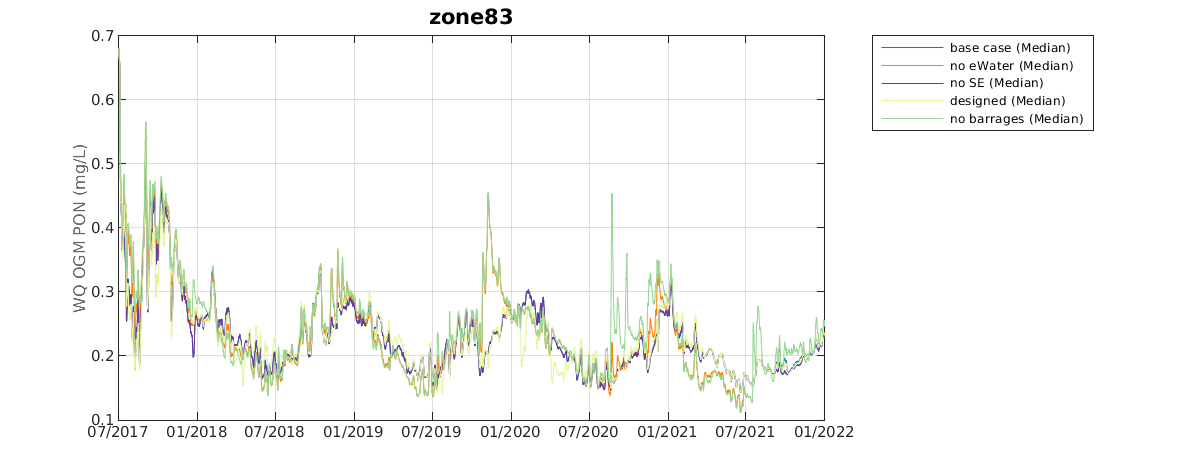 zone83
WQ OGM PON (mg/L)
0.7
0.6
0.5
0.4
0.3
0.2
0.1
07/2017 01/2018 07/2018 01/2019 07/2019 01/2020 07/2020 01/2021 07/2021 01/2022
base case (Median)
no eWater (Median)
no SE (Median)
designed (Median)
no barrages (Median)